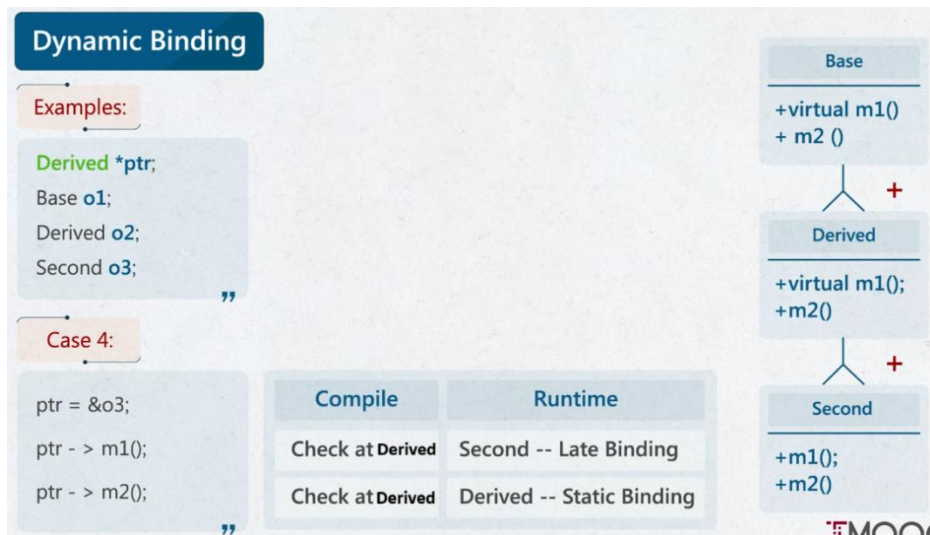 Dynamic Binding
Examples:
Derived *ptr;
Base o1;
Derived o2;
Second o3;
”
Case 4:
ptr = &o3;
ptr - > m1();
ptr - > m2();
”
Compile Runtime
Check at Derived Second -- Late Binding
Check at Derived Derived -- Static Binding
Base
+virtual m1()
+ m2 ()
+
Derived
+virtual m1();
+m2()
+
Second
+m1();
+m2()